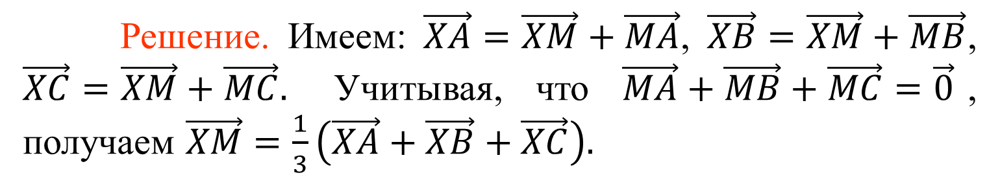 Решение. Имеем: $\overrightarrow{XA} = \overrightarrow{XM} + \overrightarrow{MA}$, $\overrightarrow{XB} = \overrightarrow{XM} + \overrightarrow{MB}$,
$\overrightarrow{XC} = \overrightarrow{XM} + \overrightarrow{MC}$. Учитывая, что $\overrightarrow{MA} + \overrightarrow{MB} + \overrightarrow{MC} = \vec{0}$ ,
получаем $\overrightarrow{XM} = \frac{1}{3}\left(\overrightarrow{XA} + \overrightarrow{XB} + \overrightarrow{XC}\right)$.